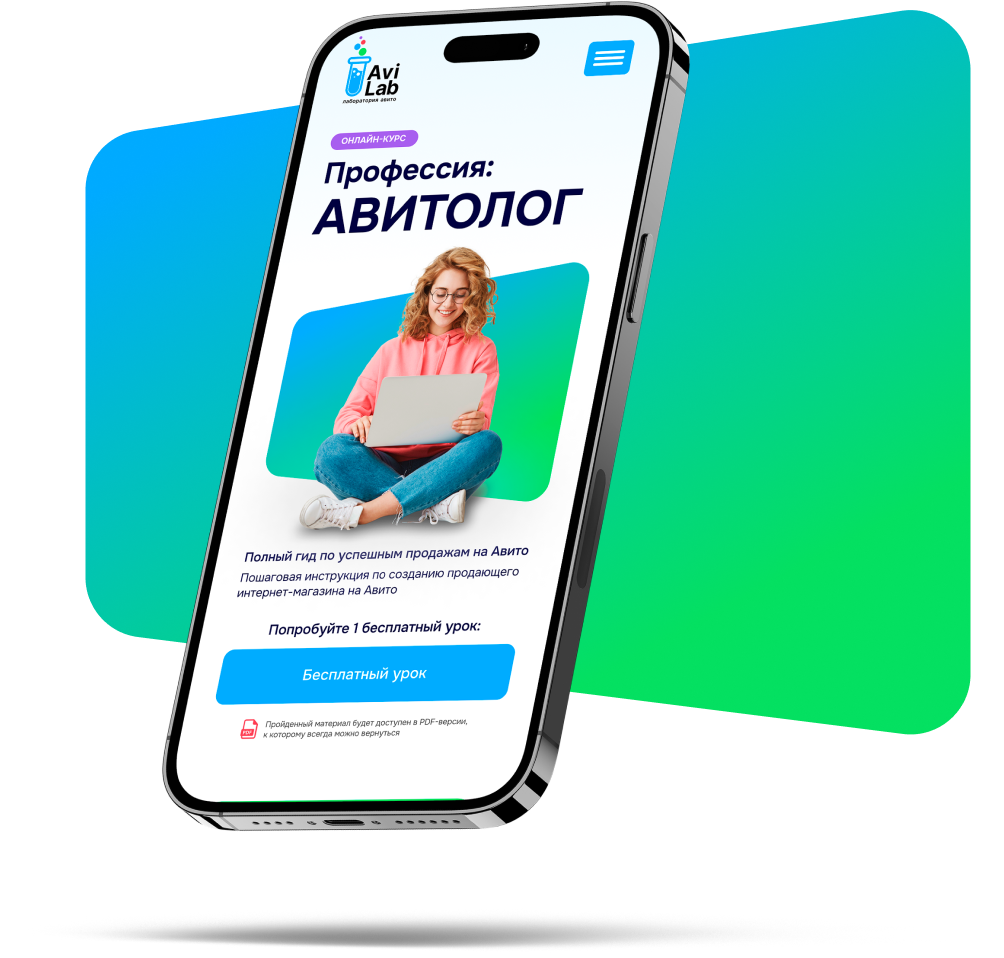 Avi
Lab
лаборатория авито
ОНЛАЙН-КУРС
Профессия:
АВИТОЛОГ
Полный гид по успешным продажам на Авито
Пошаговая инструкция по созданию продающего
интернет-магазина на Авито
Попробуйте 1 бесплатный урок:
Бесплатный урок
PDF
Пройденный материал будет доступен в PDF-версии,
к которому всегда можно вернуться